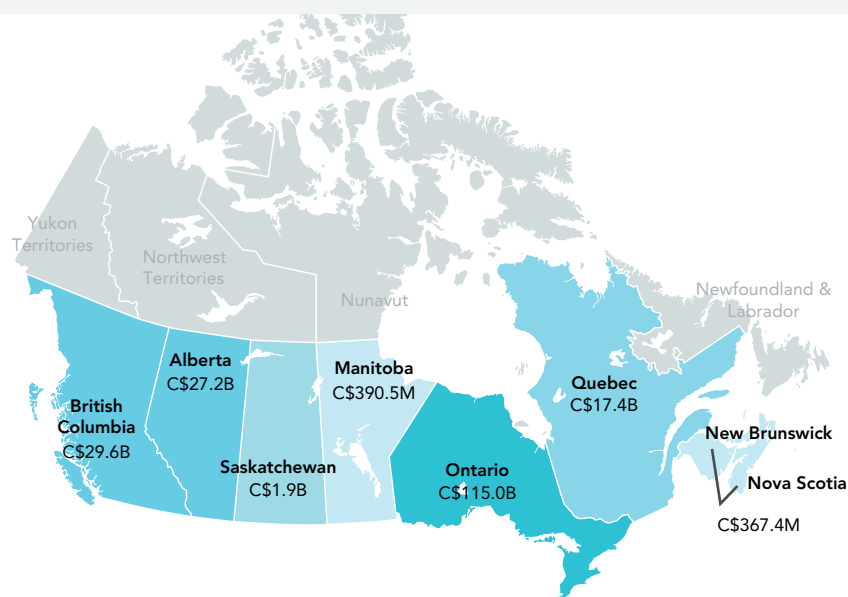 Yukon
Territories
Northwest
Territories
Nunavut
Newfoundland &
Labrador
Alberta
C$27.2B
Manitoba
C$390.5M
Quebec
C$17.4B
British
Columbia
C$29.6B
New Brunswick
Saskatchewan
C$1.9B
Ontario
C$115.0B
Nova Scotia
C$367.4M